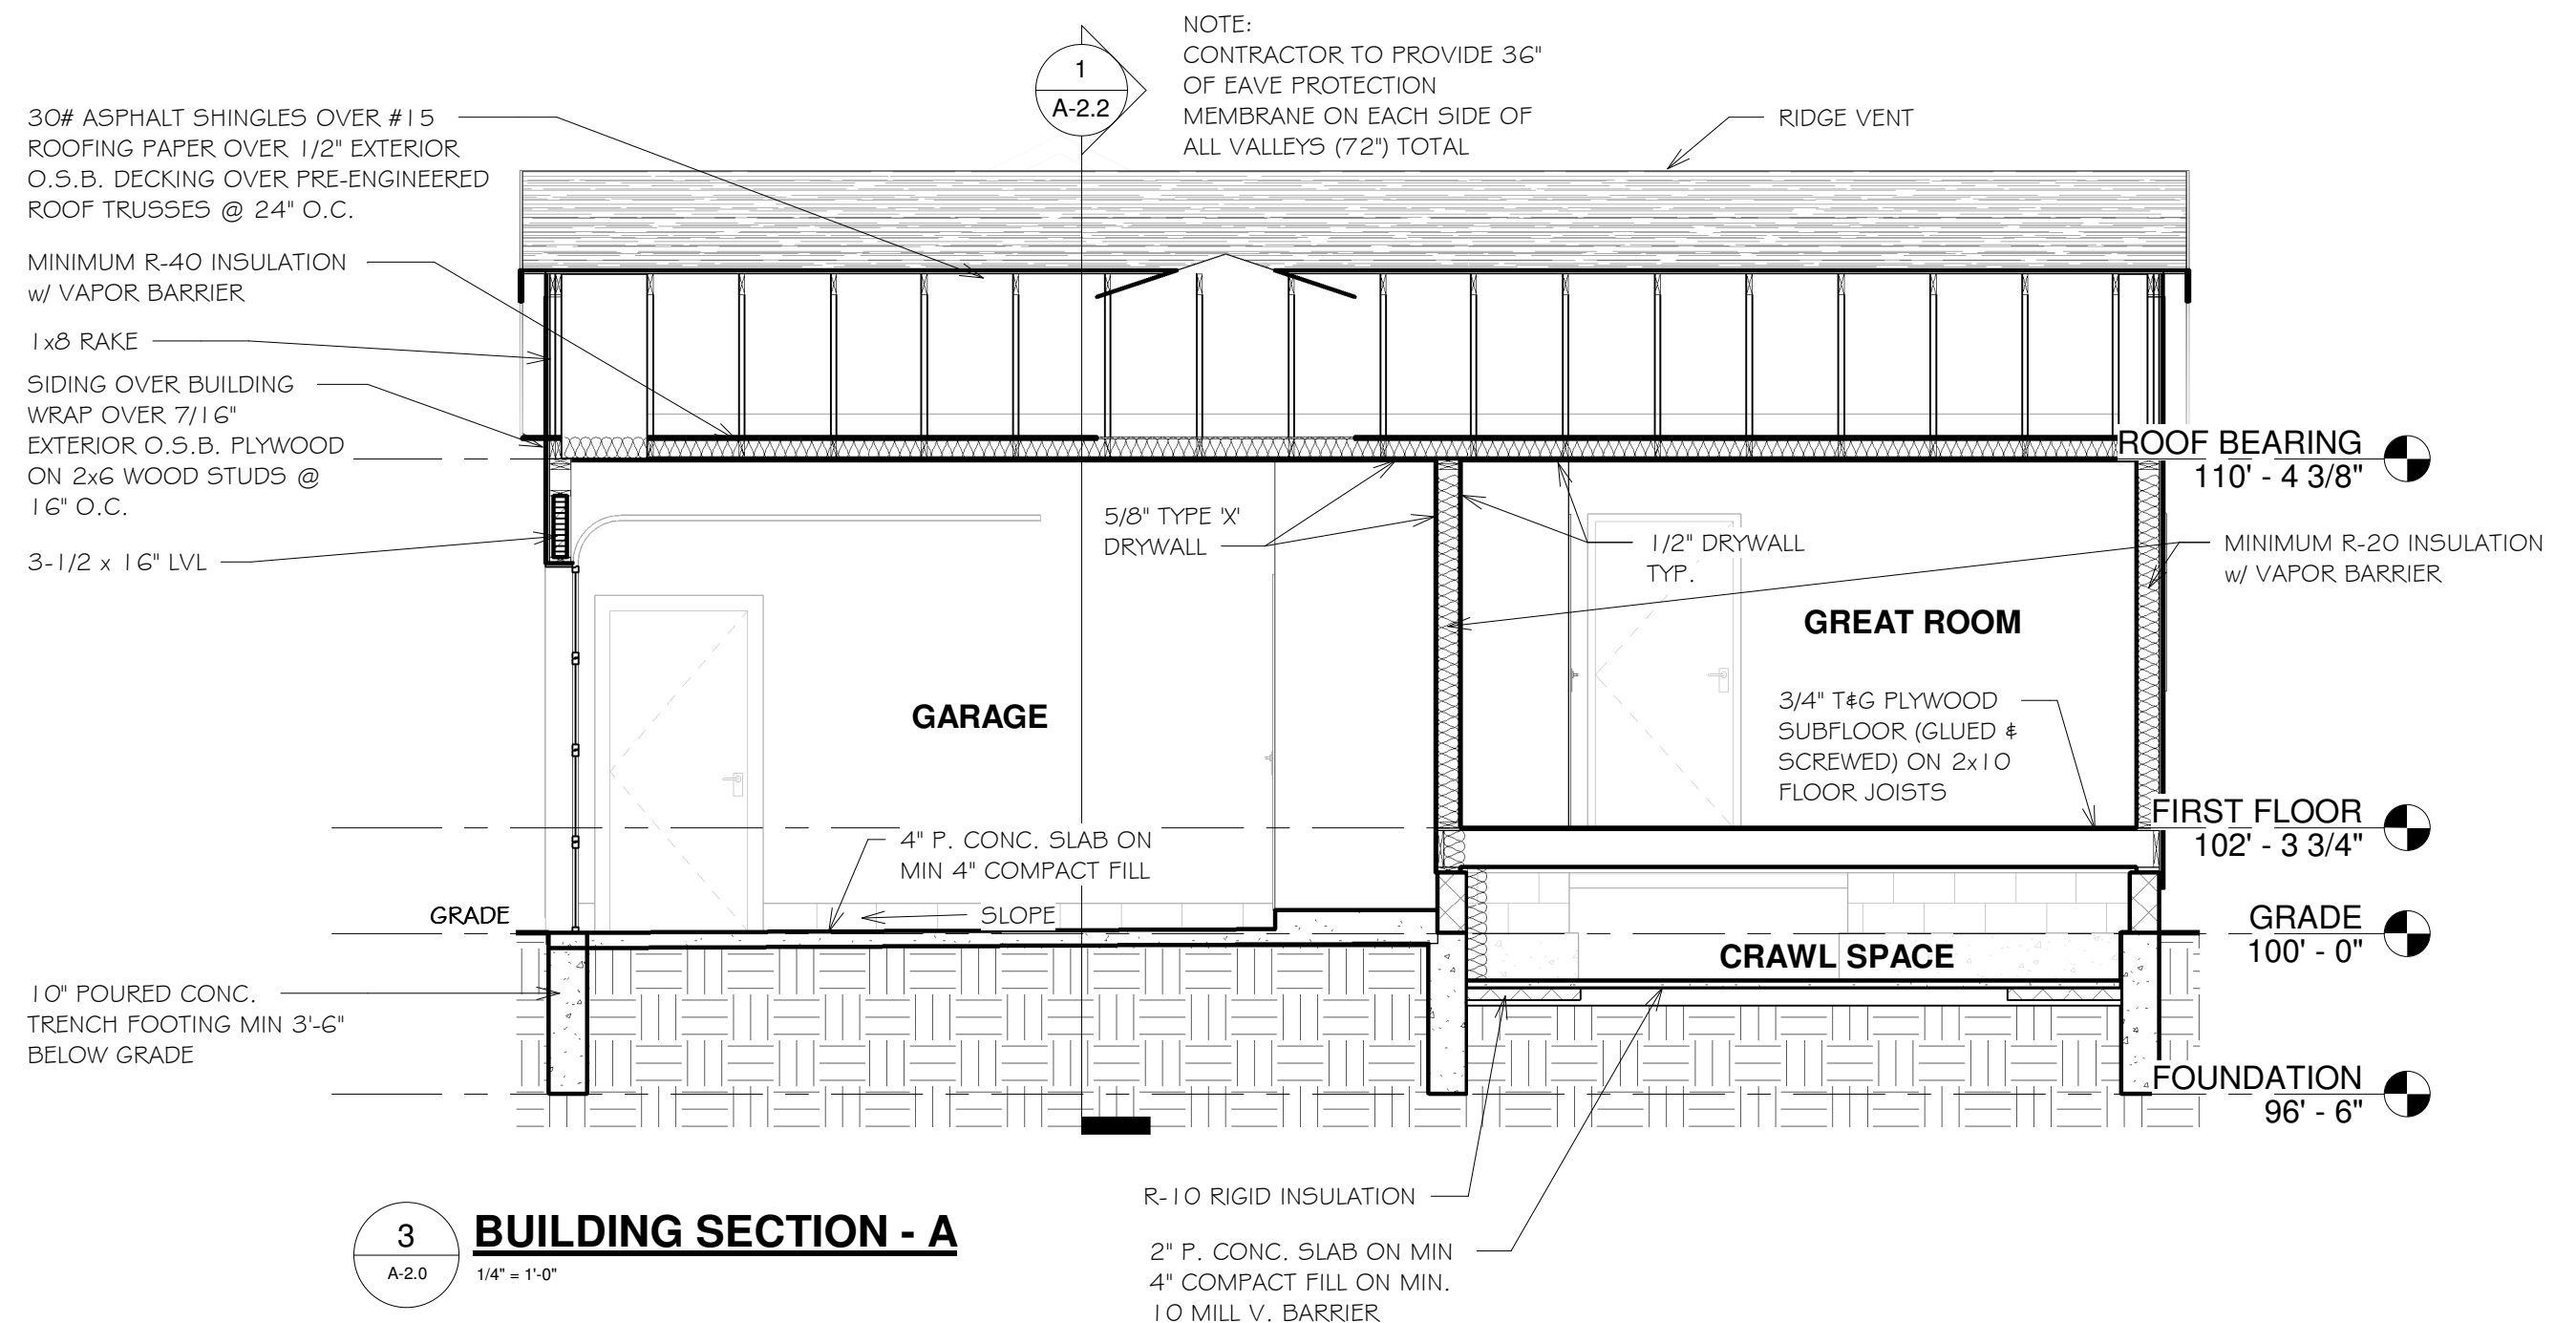 NOTE:
CONTRACTOR TO PROVIDE 36"
OF EAVE PROTECTION
MEMBRANE ON EACH SIDE OF
ALL VALLEYS (72") TOTAL
1
A-2.2
RIDGE VENT
30# ASPHALT SHINGLES OVER #15
ROOFING PAPER OVER 1/2" EXTERIOR
O.S.B. DECKING OVER PRE-ENGINEERED
ROOF TRUSSES @ 24" O.C.
MINIMUM R-40 INSULATION
w/ VAPOR BARRIER
1x8 RAKE
SIDING OVER BUILDING
WRAP OVER 7/16"
EXTERIOR O.S.B. PLYWOOD
ON 2x6 WOOD STUDS @
16" O.C.
3-1/2 x 16" LVL
ROOF BEARING
110' - 4 3/8"
5/8" TYPE 'X'
DRYWALL
1/2" DRYWALL
TYP.
MINIMUM R-20 INSULATION
w/ VAPOR BARRIER
GREAT ROOM
GARAGE
3/4" T&G PLYWOOD
SUBFLOOR (GLUED &
SCREWED) ON 2x10
FLOOR JOISTS
FIRST FLOOR
102' - 3 3/4"
4" P. CONC. SLAB ON
MIN 4" COMPACT FILL
GRADE
SLOPE
GRADE
100' - 0"
CRAWL SPACE
10" POURED CONC.
TRENCH FOOTING MIN 3'-6"
BELOW GRADE
FOUNDATION
96' - 6"
R-10 RIGID INSULATION
2" P. CONC. SLAB ON MIN
4" COMPACT FILL ON MIN.
10 MILL V. BARRIER
3
A-2.0
BUILDING SECTION - A
1/4" = 1'-0"